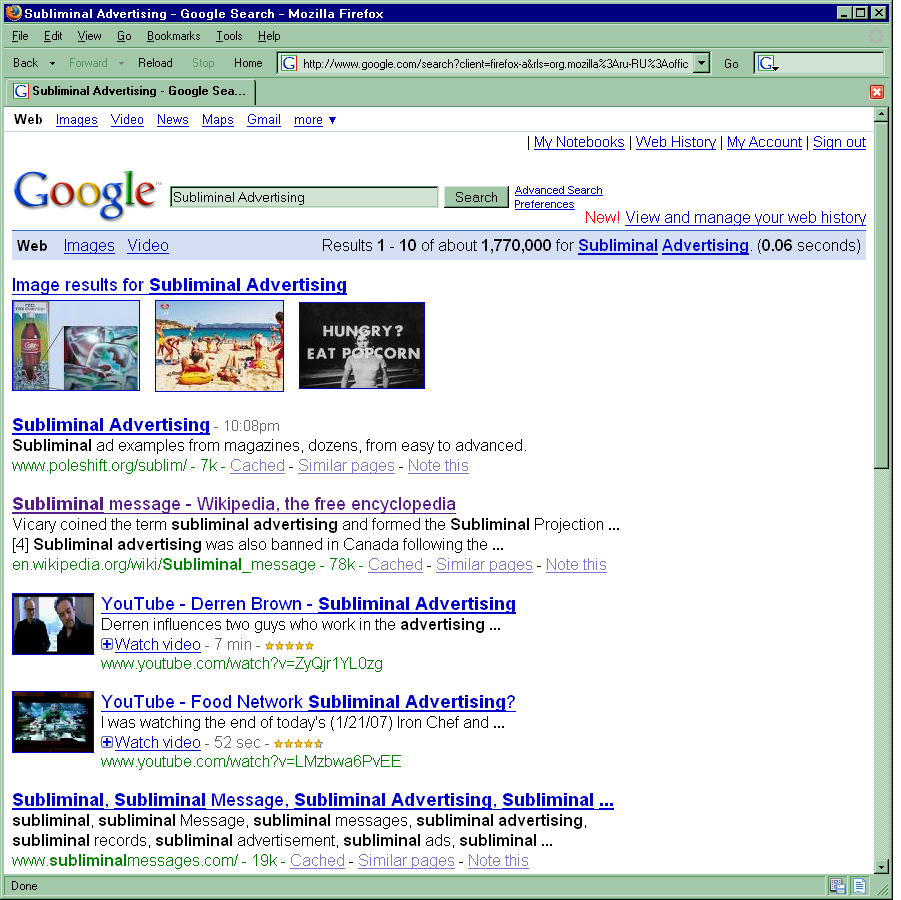 Subliminal Advertising - Google Search - Mozilla Firefox
File Edit View Go Bookmarks Tools Help
Back Forward Reload Stop Home http://www.google.com/search?client=firefox-a&rls=org.mozilla%3Aru-RU%3Aoffic Go
Subliminal Advertising - Google Sea...
Web Images Video News Maps Gmail more ▼
| My Notebooks | Web History | My Account | Sign out
Google™ Subliminal Advertising Search Advanced Search
Preferences
New! View and manage your web history
Web Images Video Results 1 - 10 of about 1,770,000 for Subliminal Advertising. (0.06 seconds)
Image results for Subliminal Advertising
HUNGRY?
EAT POPCORN
Subliminal Advertising - 10:08pm
Subliminal ad examples from magazines, dozens, from easy to advanced.
www.poleshift.org/sublim/ - 7k - Cached - Similar pages - Note this
Subliminal message - Wikipedia, the free encyclopedia
Vicary coined the term subliminal advertising and formed the Subliminal Projection ...
[4] Subliminal advertising was also banned in Canada following the ...
en.wikipedia.org/wiki/Subliminal_message - 78k - Cached - Similar pages - Note this
YouTube - Derren Brown - Subliminal Advertising
Derren influences two guys who work in the advertising ...
Watch video - 7 min -
www.youtube.com/watch?v=ZyQjr1YL0zg
YouTube - Food Network Subliminal Advertising?
I was watching the end of today's (1/21/07) Iron Chef and ...
Watch video - 52 sec -
www.youtube.com/watch?v=LMzbwa6PvEE
Subliminal, Subliminal Message, Subliminal Advertising, Subliminal ...
subliminal, subliminal Message, subliminal messages, subliminal advertising,
subliminal records, subliminal advertisement, subliminal ads, subliminal ...
www.subliminalmessages.com/ - 19k - Cached - Similar pages - Note this
Done